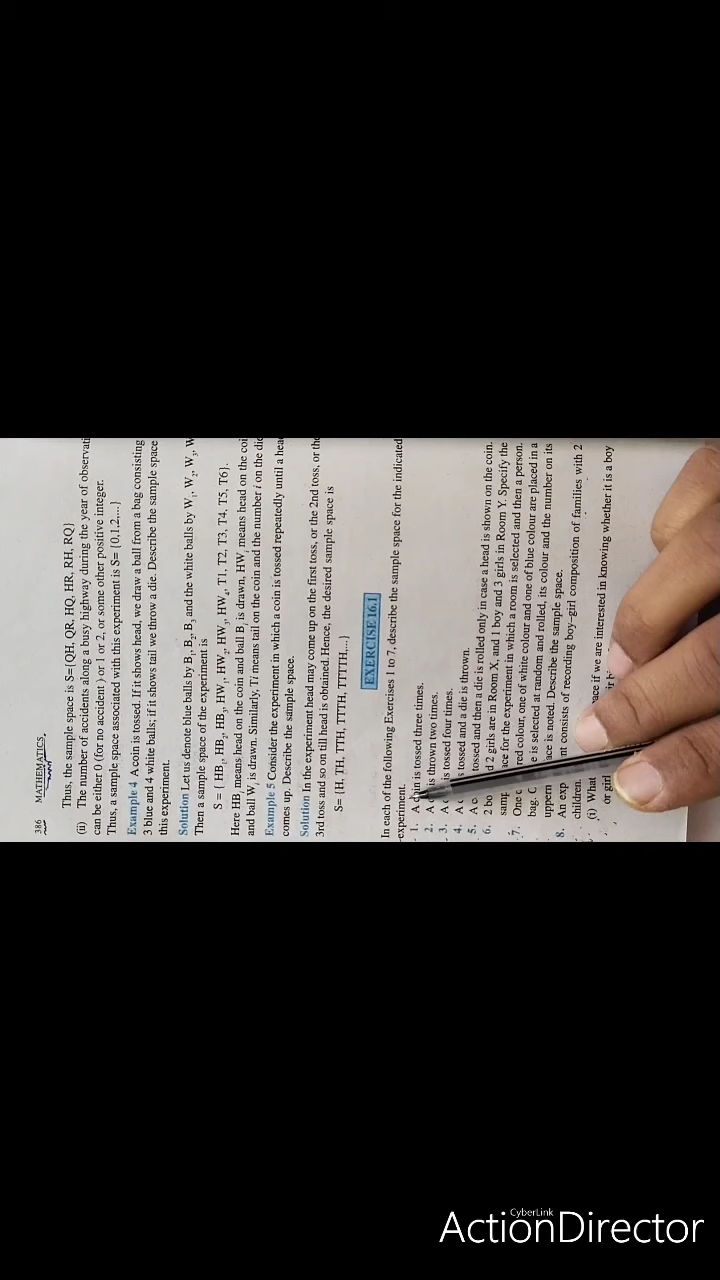 386 MATHEMATICS
Thus, the sample space is S={QH, QR, HQ, HR, RH, RQ}
(ii) The number of accidents along a busy highway during the year of observati
can be either 0 (for no accident ) or 1 or 2, or some other positive integer.
Thus, a sample space associated with this experiment is S= {0,1,2,...}
Example 4 A coin is tossed. If it shows head, we draw a ball from a bag consisting
3 blue and 4 white balls; if it shows tail we throw a die. Describe the sample space
this experiment.
Solution Let us denote blue balls by B₁, B₂, B₃ and the white balls by W₁, W₂, W₃, W
Then a sample space of the experiment is
S = { HB₁, HB₂, HB₃, HW₁, HW₂, HW₃, HW₄, T1, T2, T3, T4, T5, T6}.
Here HBᵢ means head on the coin and ball Bᵢ is drawn, HWᵢ means head on the coi
and ball Wᵢ is drawn. Similarly, Ti means tail on the coin and the number i on the die
Example 5 Consider the experiment in which a coin is tossed repeatedly until a hea
comes up. Describe the sample space.
Solution In the experiment head may come up on the first toss, or the 2nd toss, or the
3rd toss and so on till head is obtained.Hence, the desired sample space is
S= {H, TH, TTH, TTTH, TTTTH,...}
EXERCISE 16.1
In each of the following Exercises 1 to 7, describe the sample space for the indicated
experiment.
1. A coin is tossed three times.
2. A is thrown two times.
3. A is tossed four times.
4. A tossed and a die is thrown.
5. A tossed and then a die is rolled only in case a head is shown on the coin.
6. 2 bo d 2 girls are in Room X, and 1 boy and 3 girls in Room Y. Specify the
samp ace for the experiment in which a room is selected and then a person.
7. One red colour, one of white colour and one of blue colour are placed in a
bag. e is selected at random and rolled, its colour and the number on its
uppern ace is noted. Describe the sample space.
8. An exp nt consists of recording boy–girl composition of families with 2
children.
(i) What ace if we are interested in knowing whether it is a boy
or girl
CyberLink
ActionDirector